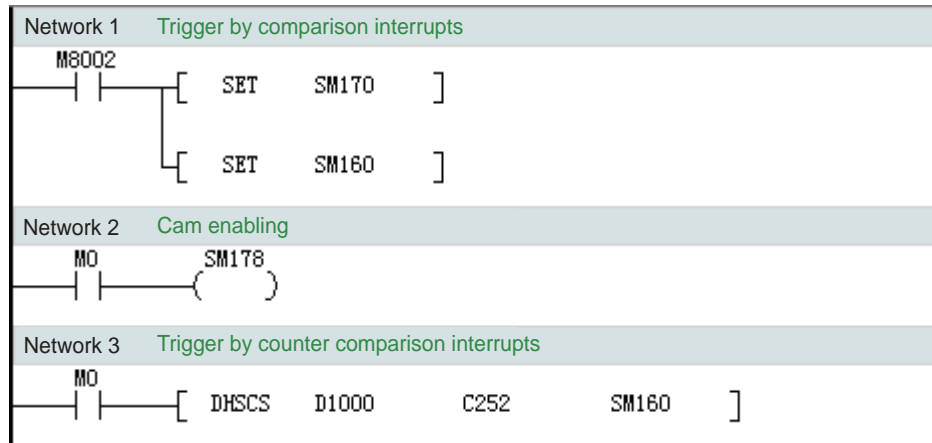 Network 1 Trigger by comparison interrupts
M8002
[ SET SM170 ]
[ SET SM160 ]
Network 2 Cam enabling
M0 SM178
( )
Network 3 Trigger by counter comparison interrupts
M0
[ DHSCS D1000 C252 SM160 ]